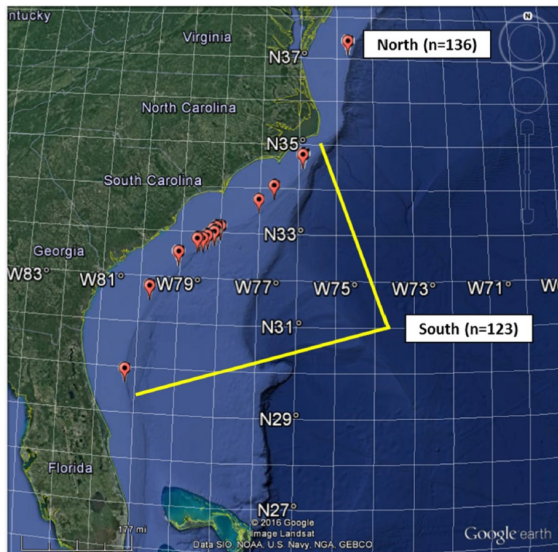 entucky
Virginia
N37°
North (n=136)
North Carolina
N35°
South Carolina
N33°
Georgia
W83°
W81°
W79°
W77°
W75°
W73°
W71°
N31°
South (n=123)
N29°
Florida
N27°
177 mi
© 2016 Google
Image Landsat
Data SIO, NOAA, U.S. Navy, NGA, GEBCO
Google earth
N